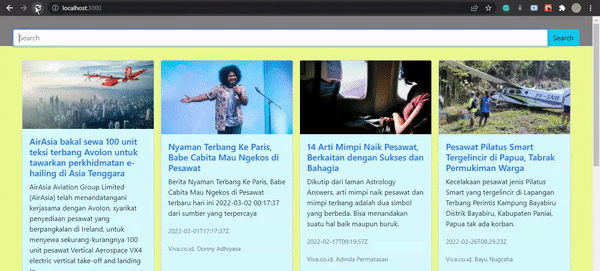 localhost:3000
Search
Search
AirAsia bakal sewa 100 unit
teksi terbang Avolon untuk
tawarkan perkhidmatan e-
hailing di Asia Tenggara
AirAsia Aviation Group Limited
(AirAsia) telah menandatangani
kerjasama dengan Avolon, syarikat
penyediaan pesawat yang
berpangkalan di Ireland, untuk
menyewa sekurang-kurangnya 100
unit pesawat Vertical Aerospace VX4
electric vertical take-off and landing
Nyaman Terbang Ke Paris,
Babe Cabita Mau Ngekos di
Pesawat
Berita Nyaman Terbang Ke Paris, Babe
Cabita Mau Ngekos di Pesawat
terbaru hari ini 2022-03-02 00:17:37
dari sumber yang terpercaya
2022-03-01T17:17:37Z
Viva.co.id. Donny Adhiyasa
14 Arti Mimpi Naik Pesawat,
Berkaitan dengan Sukses dan
Bahagia
Dikutip dari laman Astrology
Answers, arti mimpi naik pesawat dan
mimpi terbang adalah dua simbol
yang berbeda. Bisa menandakan
suatu hal baik maupun buruk.
2022-02-17T09:19:57Z
Viva.co.id. Adinda Permatasari
Pesawat Pilatus Smart
Tergelincir di Papua, Tabrak
Permukiman Warga
Kecelakaan pesawat jenis Pilatus
Smart yang tergelincir di Lapangan
Terbang Perintis Kampung Bayabiru
Distrik Bayabiru, Kabupaten Paniai,
Papua tak ada korban.
2022-02-26T08:29:23Z
Viva.co.id. Bayu Nugraha